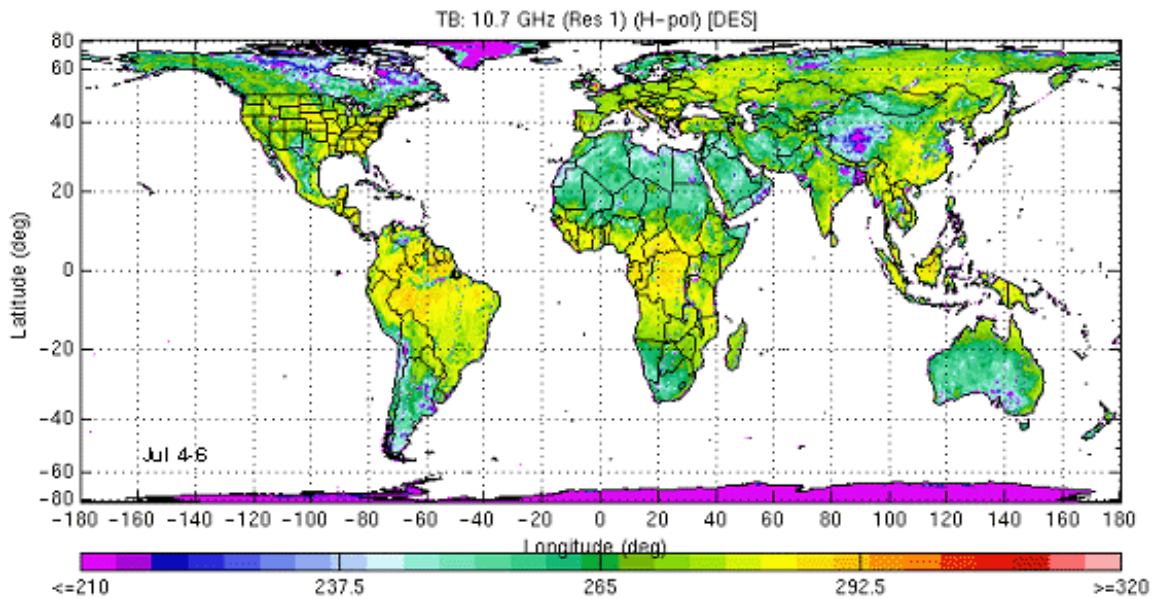 TB: 10.7 GHz (Res 1) (H-pol) [DES]
80
60
40
20
0
-20
-40
-60
-80
Latitude (deg)
Jul 4-6
-180 -160 -140 -120 -100 -80 -60 -40 -20 0 20 40 60 80 100 120 140 160 180
Longitude (deg)
<=210 237.5 265 292.5 >=320